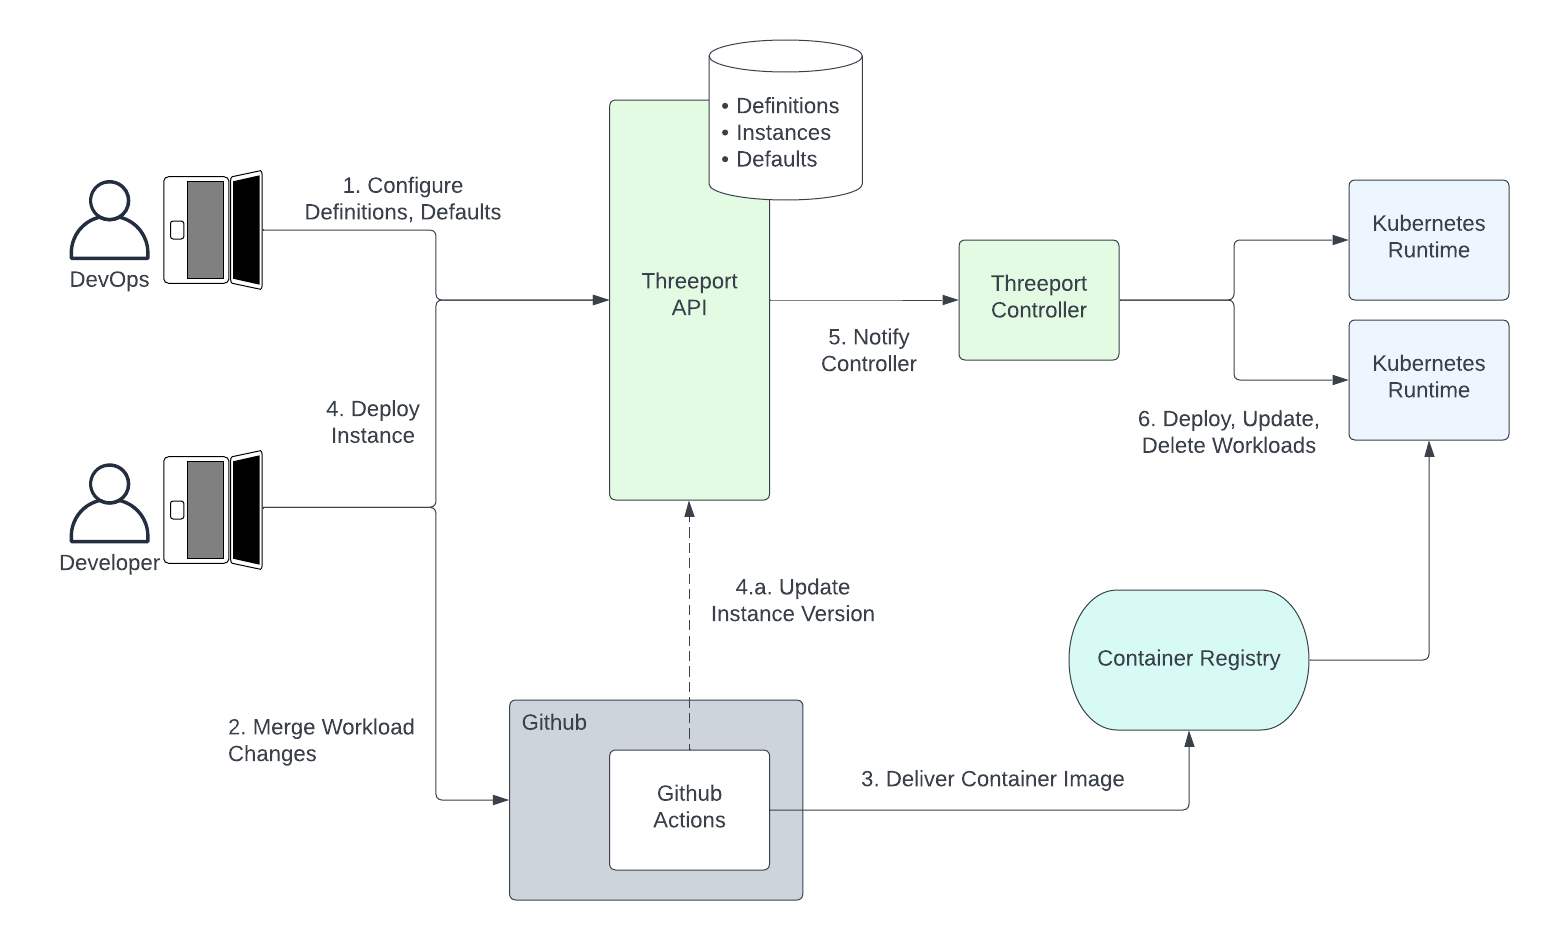 • Definitions
• Instances
• Defaults
1. Configure
Definitions, Defaults
DevOps
Threeport
API
Threeport
Controller
Kubernetes
Runtime
5. Notify
Controller
Kubernetes
Runtime
4. Deploy
Instance
6. Deploy, Update,
Delete Workloads
Developer
4.a. Update
Instance Version
Container Registry
2. Merge Workload
Changes
Github
Github
Actions
3. Deliver Container Image